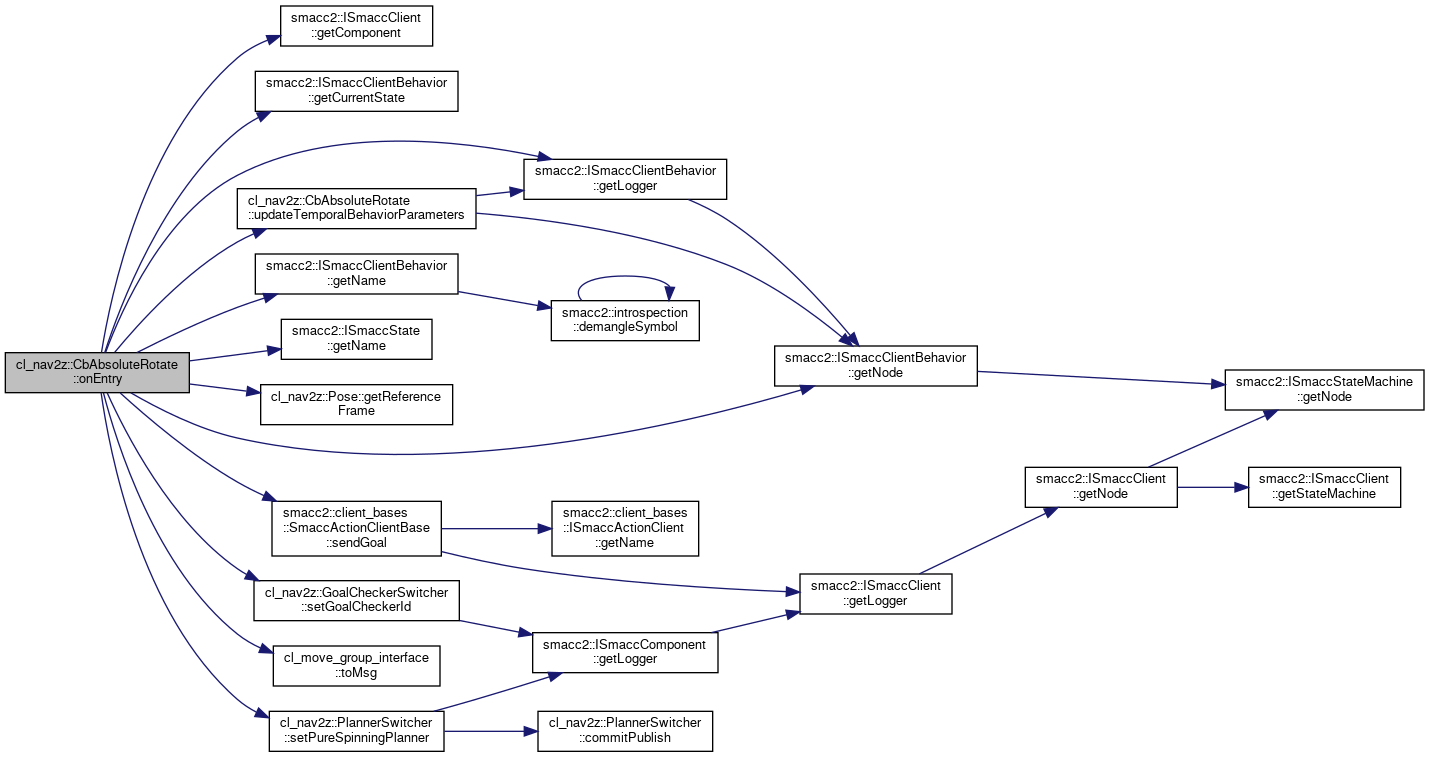 smacc2::ISmaccClient
::getComponent
smacc2::ISmaccClientBehavior
::getCurrentState
smacc2::ISmaccClientBehavior
::getLogger
cl_nav2z::CbAbsoluteRotate
::updateTemporalBehaviorParameters
smacc2::ISmaccClientBehavior
::getName
smacc2::introspection
::demangleSymbol
smacc2::ISmaccState
::getName
cl_nav2z::CbAbsoluteRotate
::onEntry
smacc2::ISmaccClientBehavior
::getNode
smacc2::ISmaccStateMachine
::getNode
cl_nav2z::Pose::getReference
Frame
smacc2::ISmaccClient
::getNode
smacc2::ISmaccClient
::getStateMachine
smacc2::client_bases
::SmaccActionClientBase
::sendGoal
smacc2::client_bases
::ISmaccActionClient
::getName
cl_nav2z::GoalCheckerSwitcher
::setGoalCheckerId
smacc2::ISmaccClient
::getLogger
smacc2::ISmaccComponent
::getLogger
cl_move_group_interface
::toMsg
cl_nav2z::PlannerSwitcher
::setPureSpinningPlanner
cl_nav2z::PlannerSwitcher
::commitPublish